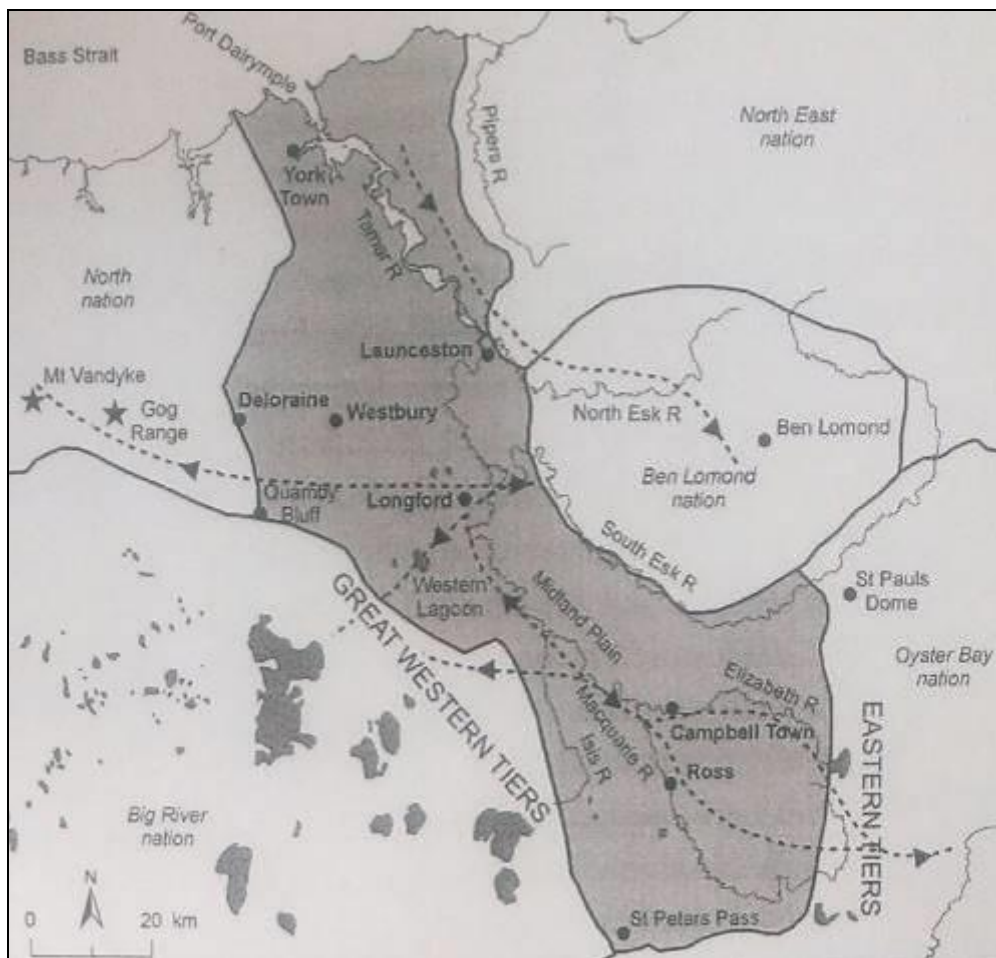 Bass Strait
Port Dalrymple
Pipers R
North East
nation
York
Town
Tamar R
North
nation
Launceston
Mt Vandyke
Gog
Range
Deloraine
Westbury
North Esk R
Ben Lomond
Ben Lomond
nation
Quamby
Bluff
Longford
South Esk R
Western
Lagoon
Midland Plain
St Pauls
Dome
GREAT WESTERN TIERS
Oyster Bay
nation
Elizabeth R
Macquarie R
Campbell Town
Isis R
Ross
EASTERN TIERS
Big River
nation
N
0 20 km
St Peters Pass